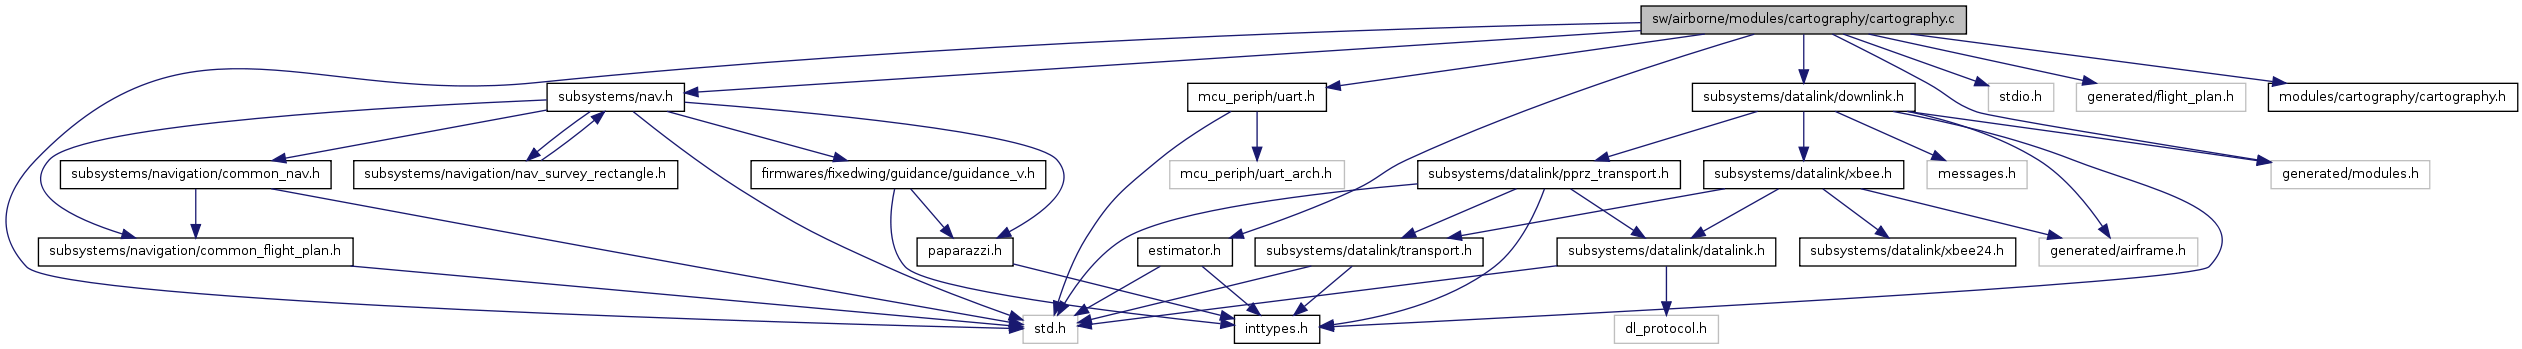 sw/airborne/modules/cartography/cartography.c
subsystems/nav.h
mcu_periph/uart.h
subsystems/datalink/downlink.h
stdio.h
generated/flight_plan.h
modules/cartography/cartography.h
subsystems/navigation/common_nav.h
subsystems/navigation/nav_survey_rectangle.h
firmwares/fixedwing/guidance/guidance_v.h
mcu_periph/uart_arch.h
subsystems/datalink/pprz_transport.h
subsystems/datalink/xbee.h
messages.h
generated/modules.h
subsystems/navigation/common_flight_plan.h
paparazzi.h
estimator.h
subsystems/datalink/transport.h
subsystems/datalink/datalink.h
subsystems/datalink/xbee24.h
generated/airframe.h
std.h
inttypes.h
dl_protocol.h